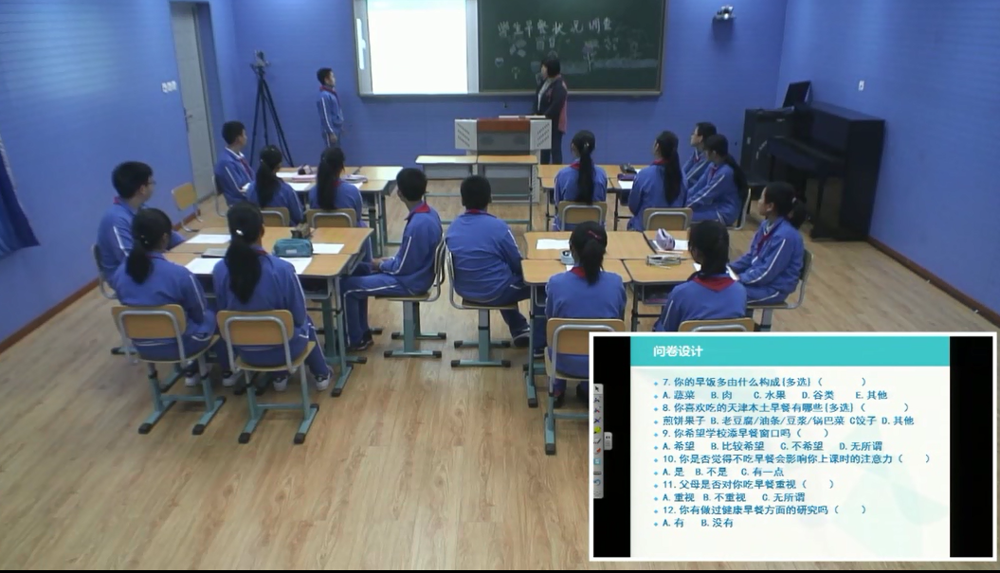 学生早餐状况调查
问卷设计
7.你的早饭多由什么构成(多选)(      )
A.蔬菜 B.肉 C.水果 D.谷类 E.其他
8.你喜欢吃的天津本土早餐有哪些(多选)(      )
煎饼果子 B.老豆腐/油条/豆浆/锅巴菜 C饺子 D.其他
9.你希望学校添早餐窗口吗(      )
A.希望 B.比较希望 C.不希望 D.无所谓
10.你是否觉得不吃早餐会影响你上课时的注意力(      )
A.是 B.不是 C.有一点
11.父母是否对你吃早餐重视(      )
A.重视 B.不重视 C.无所谓
12.你有做过健康早餐方面的研究吗(      )
A.有 B.没有